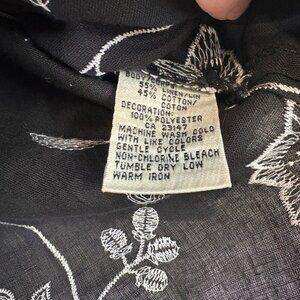 BODY/
55% LINEN/LIN
45% COTTON/
COTON
DECORATION:
100% POLYESTER
CA 23147
MACHINE WASH COLD
WITH LIKE COLORS
GENTLE CYCLE
NON-CHLORINE BLEACH
TUMBLE DRY LOW
WARM IRON